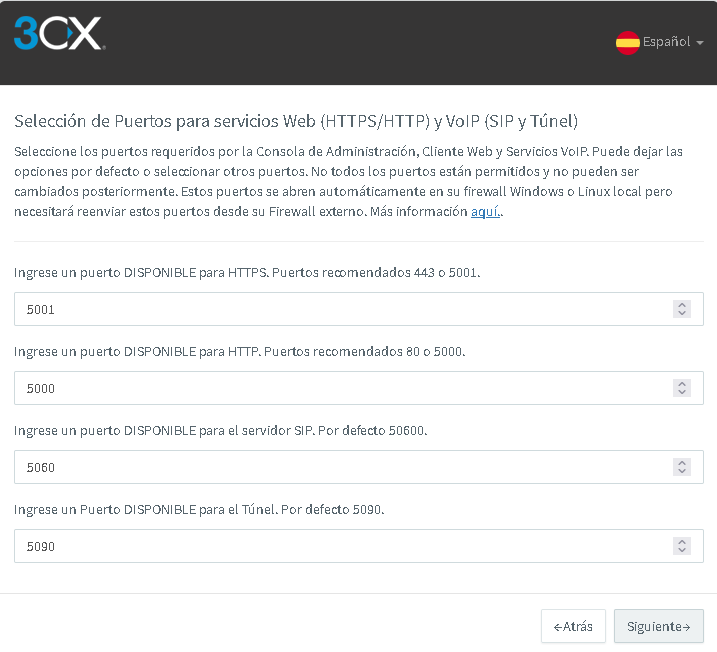 3CX
Español
Selección de Puertos para servicios Web (HTTPS/HTTP) y VoIP (SIP y Túnel)
Seleccione los puertos requeridos por la Consola de Administración, Cliente Web y Servicios VoIP. Puede dejar las
opciones por defecto o seleccionar otros puertos. No todos los puertos están permitidos y no pueden ser
cambiados posteriormente. Estos puertos se abren automáticamente en su firewall Windows o Linux local pero
necesitará reenviar estos puertos desde su Firewall externo. Más información aquí..
Ingrese un puerto DISPONIBLE para HTTPS. Puertos recomendados 443 o 5001.
5001
Ingrese un puerto DISPONIBLE para HTTP. Puertos recomendados 80 o 5000.
5000
Ingrese un puerto DISPONIBLE para el servidor SIP. Por defecto 50600.
5060
Ingrese un Puerto DISPONIBLE para el Túnel. Por defecto 5090.
5090
←Atrás
Siguiente→